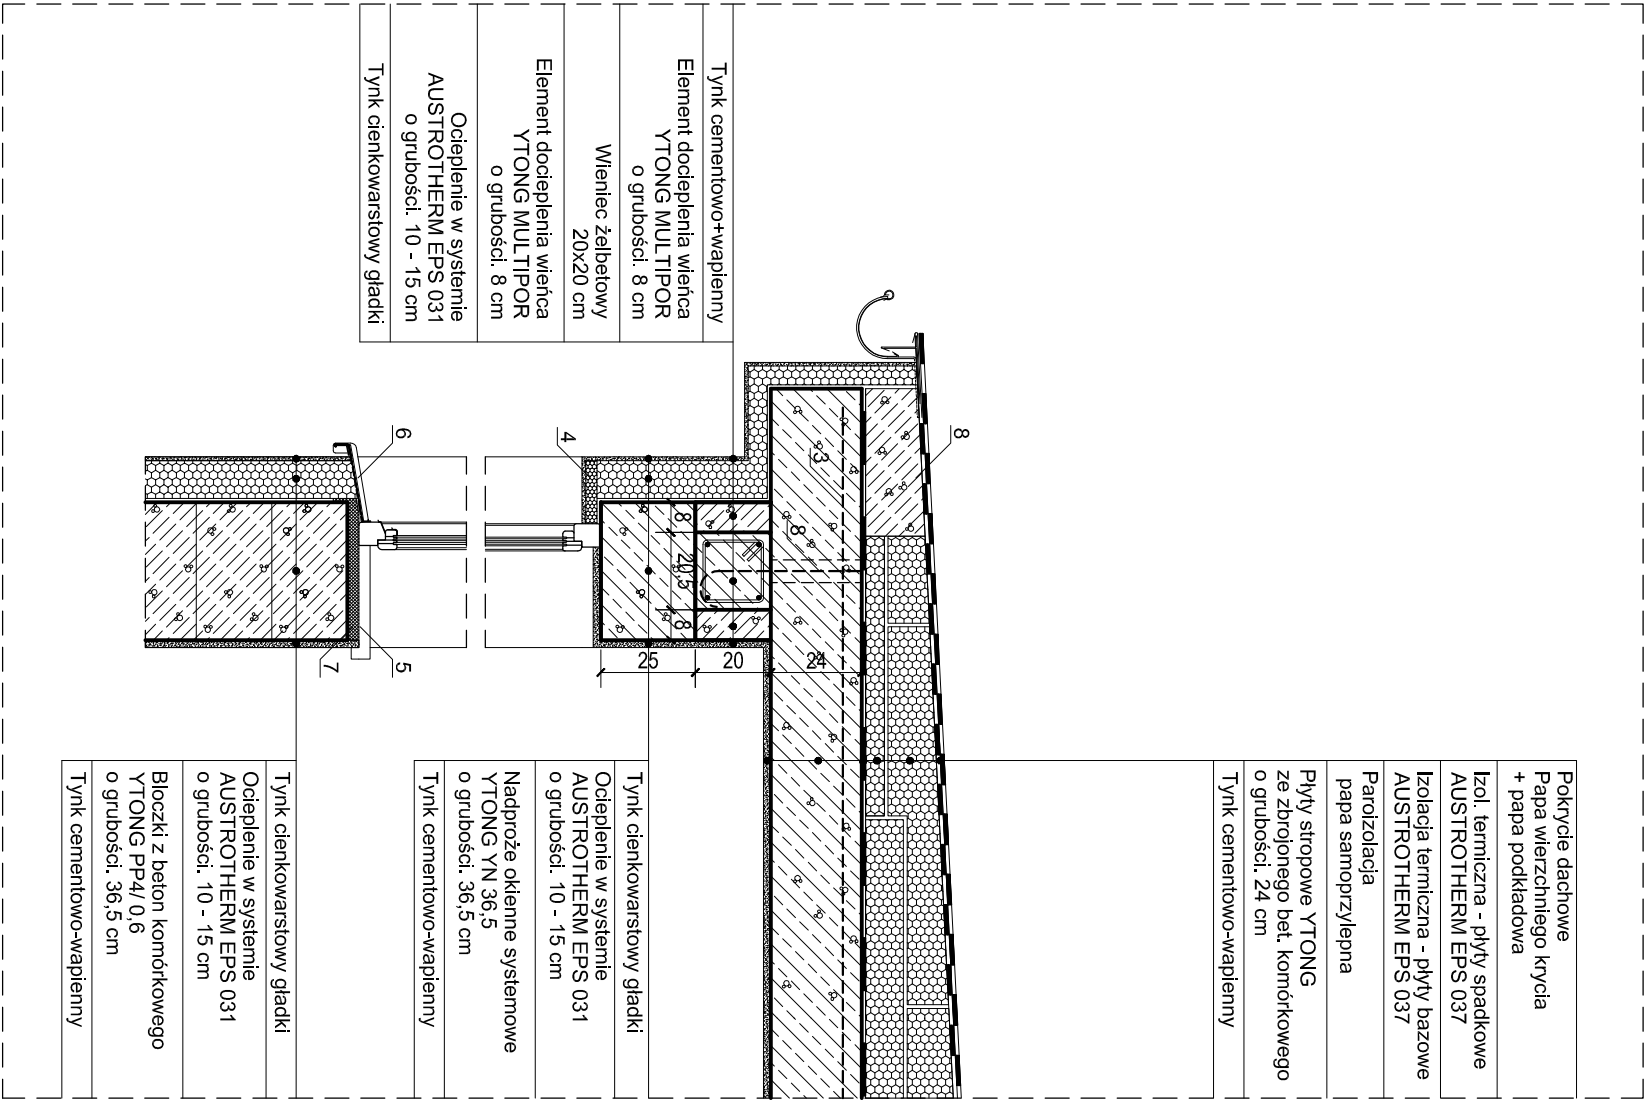 Pokrycie dachowe
Papa wierzchniego krycia
+ papa podkładowa
Izol. termiczna - płyty spadkowe
AUSTROTHERM EPS 037
Izolacja termiczna - płyty bazowe
AUSTROTHERM EPS 037
Paroizolacja
papa samoprzylepna
Płyty stropowe YTONG
ze zbrojonego bet. komórkowego
o grubości. 24 cm
Tynk cementowo-wapienny
Tynk cementowo+wapienny
Element docieplenia wieńca
YTONG MULTIPOR
o grubości. 8 cm
Wieniec żelbetowy
20x20 cm
Element docieplenia wieńca
YTONG MULTIPOR
o grubości. 8 cm
Ocieplenie w systemie
AUSTROTHERM EPS 031
o grubości. 10 - 15 cm
Tynk cienkowarstowy gładki
Tynk cienkowarstowy gładki
Ocieplenie w systemie
AUSTROTHERM EPS 031
o grubości. 10 - 15 cm
Nadproże okienne systemowe
YTONG YN 36,5
o grubości. 36,5 cm
Tynk cementowo-wapienny
Tynk cienkowarstowy gładki
Ocieplenie w systemie
AUSTROTHERM EPS 031
o grubości. 10 - 15 cm
Bloczki z beton komórkowego
YTONG PP4/ 0,6
o grubości. 36,5 cm
Tynk cementowo-wapienny
8
3
8
24
20
25
8
20,5
8
4
6
5
7